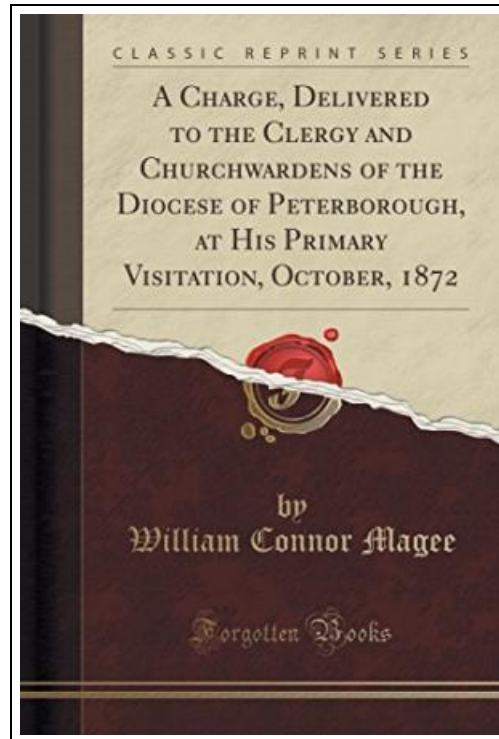 CLASSIC REPRINT SERIES
A CHARGE, DELIVERED
TO THE CLERGY AND
CHURCHWARDENS OF THE
DIOCESE OF PETERBOROUGH,
AT HIS PRIMARY
VISITATION, OCTOBER, 1872
by
William Connor Magee
Forgotten Books